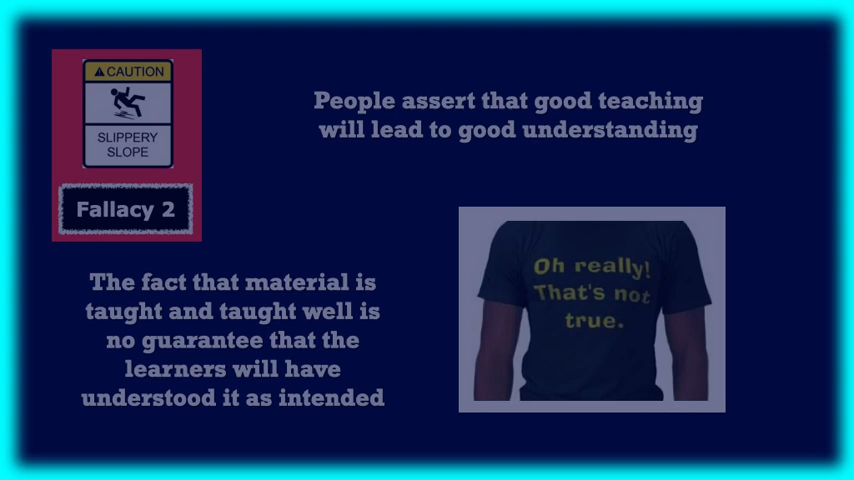 ⚠CAUTION
SLIPPERY
SLOPE
Fallacy 2
People assert that good teaching
will lead to good understanding
The fact that material is
taught and taught well is
no guarantee that the
learners will have
understood it as intended
Oh really!
That's not
true.